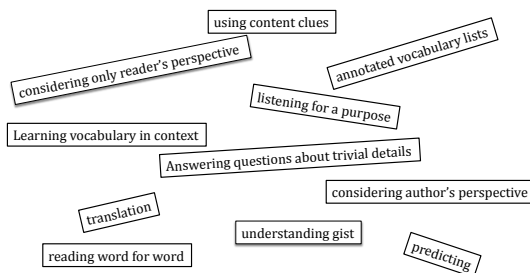 using content clues
considering only reader's perspective
annotated vocabulary lists
listening for a purpose
Learning vocabulary in context
Answering questions about trivial details
considering author's perspective
translation
understanding gist
reading word for word
predicting